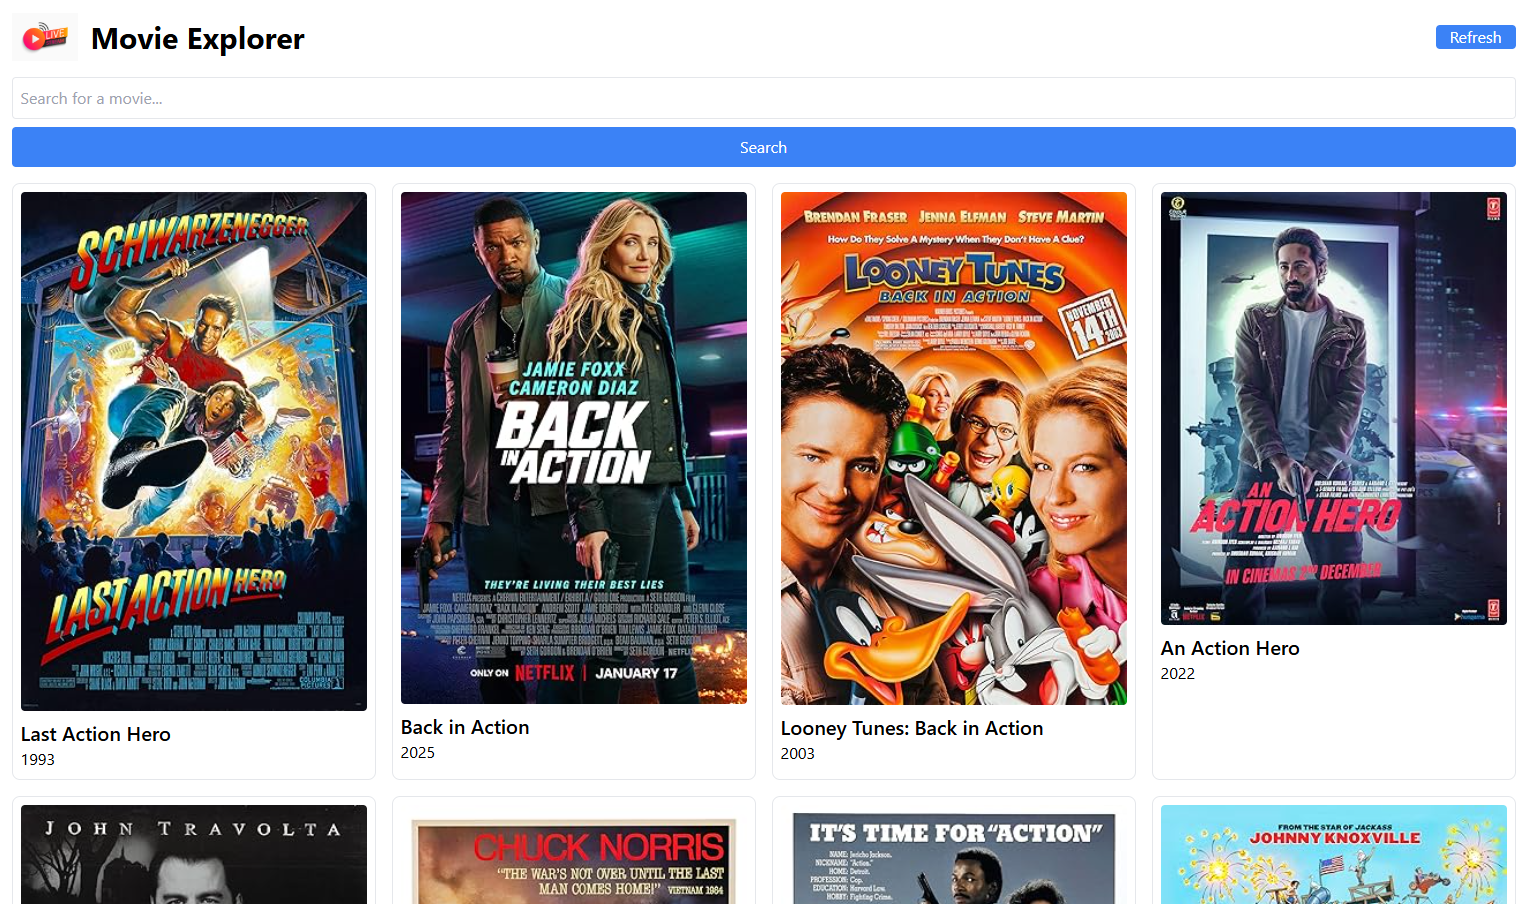 LIVE
Movie Explorer
Refresh
Search for a movie...
Search
SCHWARZENEGGER
LAST ACTION HERO
COLUMBIA
PICTURES
Last Action Hero
1993
JAMIE FOXX
CAMERON DIAZ
BACK
IN ACTION
THEY'RE LIVING THEIR BEST LIES
ONLY ON NETFLIX | JANUARY 17
Back in Action
2025
BRENDAN FRASER JENNA ELFMAN STEVE MARTIN
How Do They Solve A Mystery When They Don't Have A Clue?
LOONEY TUNES
BACK IN ACTION
NOVEMBER
14TH
2003
Looney Tunes: Back in Action
2003
AN
ACTION HERO
IN CINEMAS 2ND DECEMBER
An Action Hero
2022
JOHN TRAVOLTA
CHUCK NORRIS
"THE WAR'S NOT OVER UNTIL THE LAST
MAN COMES HOME!" VIETNAM 1984
IT'S TIME FOR "ACTION"
NAME: Jericho Jackson.
NICKNAME: "Action."
HOME: Detroit.
PROFESSION: Cop.
EDUCATION: Harvard Law.
HOBBY: Fighting Crime.
FROM THE STAR OF JACKASS
JOHNNY KNOXVILLE